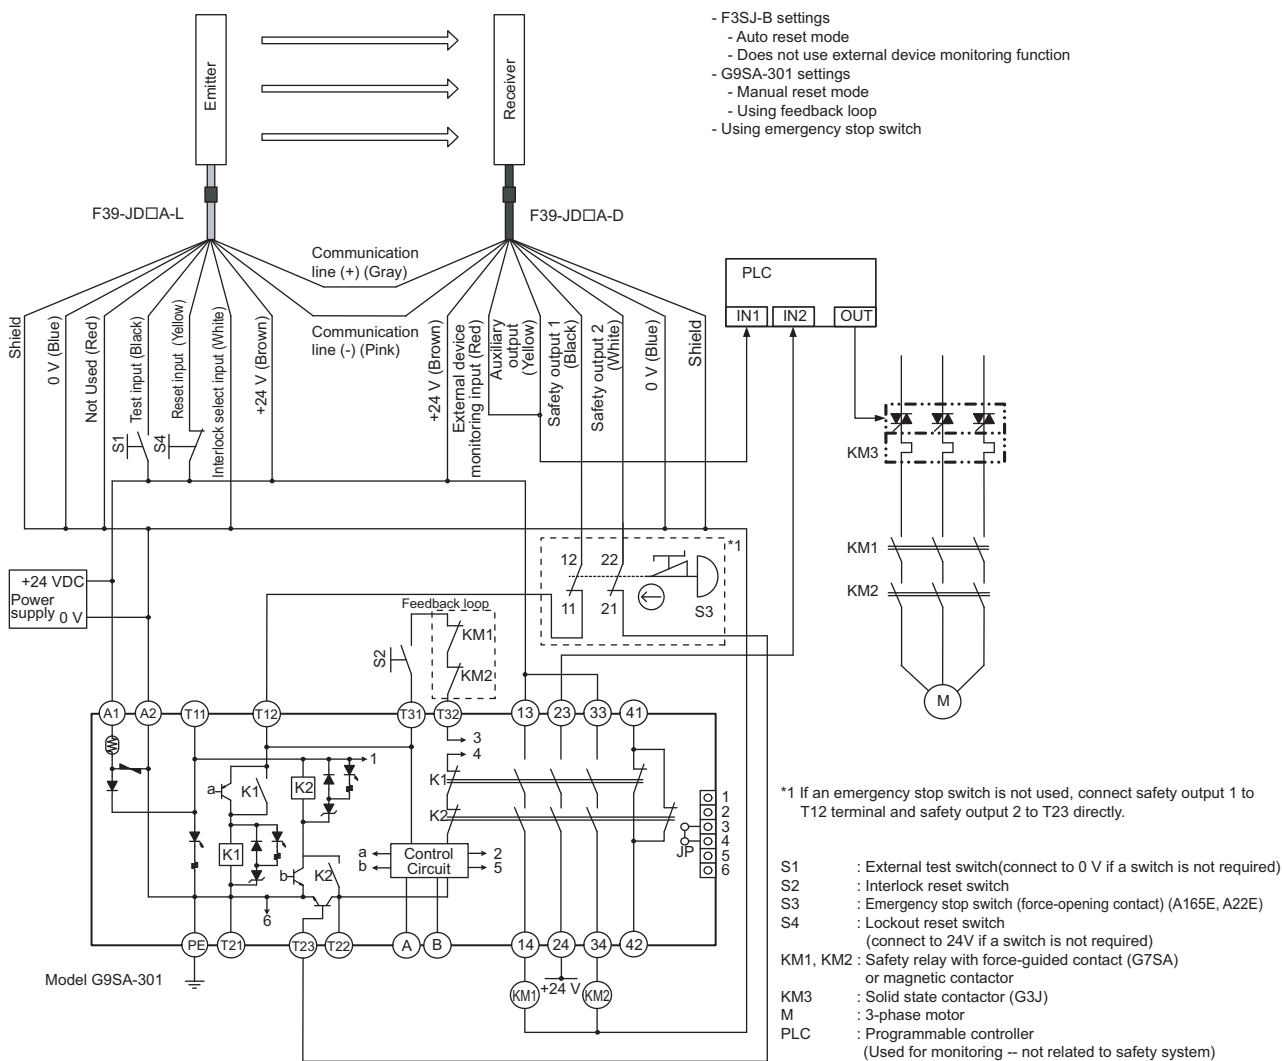 - F3SJ-B settings
- Auto reset mode
- Does not use external device monitoring function
- G9SA-301 settings
- Manual reset mode
- Using feedback loop
- Using emergency stop switch
Emitter
Receiver
F39-JD□A-L
F39-JD□A-D
Communication
line (+) (Gray)
Communication
line (-) (Pink)
Shield
0 V (Blue)
Not Used (Red)
Test input (Black)
Reset input (Yellow)
Interlock select input (White)
+24 V (Brown)
+24 V (Brown)
External device
monitoring input (Red)
Auxiliary
output
(Yellow)
Safety output 1
(Black)
Safety output 2
(White)
0 V (Blue)
Shield
S1
S4
PLC
IN1
IN2
OUT
KM3
KM1
KM2
M
+24 VDC
Power
supply 0 V
*1
12
22
11
21
S3
Feedback loop
KM1
KM2
S2
A1
A2
T11
T12
T31
T32
13
23
33
41
1
3
4
a
K1
K2
K1
K2
K1
b
K2
a
b
Control
Circuit
2
5
6
JP
1
2
3
4
5
6
PE
T21
T23
T22
A
B
14
24
34
42
Model G9SA-301
KM1
+24 V
KM2
*1 If an emergency stop switch is not used, connect safety output 1 to
T12 terminal and safety output 2 to T23 directly.
S1 : External test switch(connect to 0 V if a switch is not required)
S2 : Interlock reset switch
S3 : Emergency stop switch (force-opening contact) (A165E, A22E)
S4 : Lockout reset switch
(connect to 24V if a switch is not required)
KM1, KM2 : Safety relay with force-guided contact (G7SA)
or magnetic contactor
KM3 : Solid state contactor (G3J)
M : 3-phase motor
PLC : Programmable controller
(Used for monitoring -- not related to safety system)